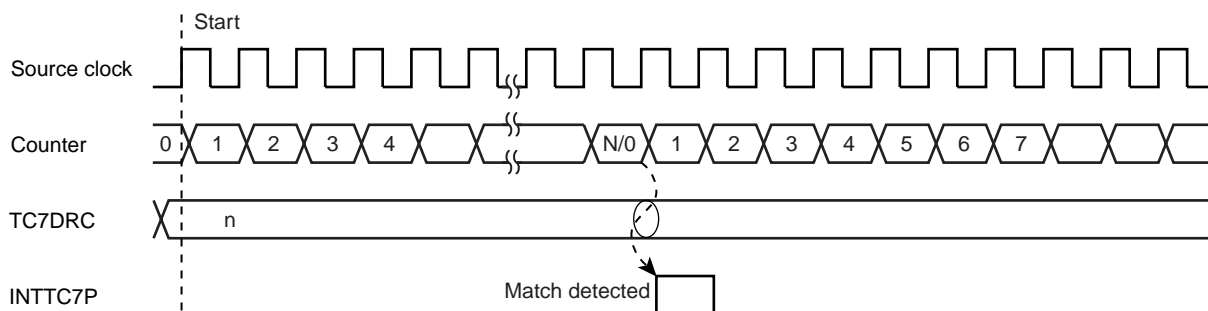 Start
Source clock
Counter 0 1 2 3 4 N/0 1 2 3 4 5 6 7
TC7DRC n
Match detected
INTTC7P